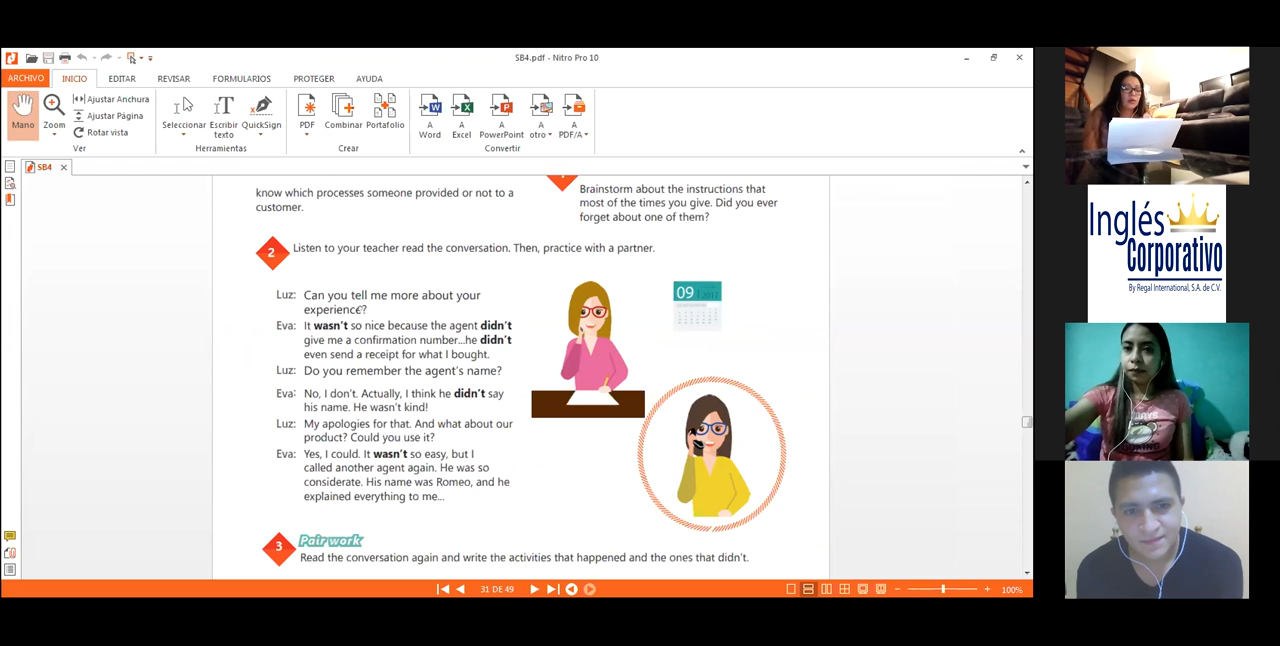 SB4.pdf - Nitro Pro 10
ARCHIVO INICIO EDITAR REVISAR FORMULARIOS PROTEGER AYUDA
Mano
Zoom
Ajustar Anchura
Ajustar Página
Rotar vista
Ver
Seleccionar
Escribir
texto
QuickSign
Herramientas
PDF
Combinar
Portafolio
Crear
A
Word
A
Excel
A
PowerPoint
A
otro
A
PDF/A
Convertir
SB4
know which processes someone provided or not to a
customer.
Brainstorm about the instructions that
most of the times you give. Did you ever
forget about one of them?
2 Listen to your teacher read the conversation. Then, practice with a partner.
Luz: Can you tell me more about your
experience?
Eva: It wasn't so nice because the agent didn't
give me a confirmation number...he didn't
even send a receipt for what I bought.
Luz: Do you remember the agent's name?
Eva: No, I don't. Actually, I think he didn't say
his name. He wasn't kind!
Luz: My apologies for that. And what about our
product? Could you use it?
Eva: Yes, I could. It wasn't so easy, but I
called another agent again. He was so
considerate. His name was Romeo, and he
explained everything to me...
09
2017
3 Pair work
Read the conversation again and write the activities that happened and the ones that didn't.
31 DE 49
100%
Inglés
Corporativo
By Regal International, S.A. de C.V.